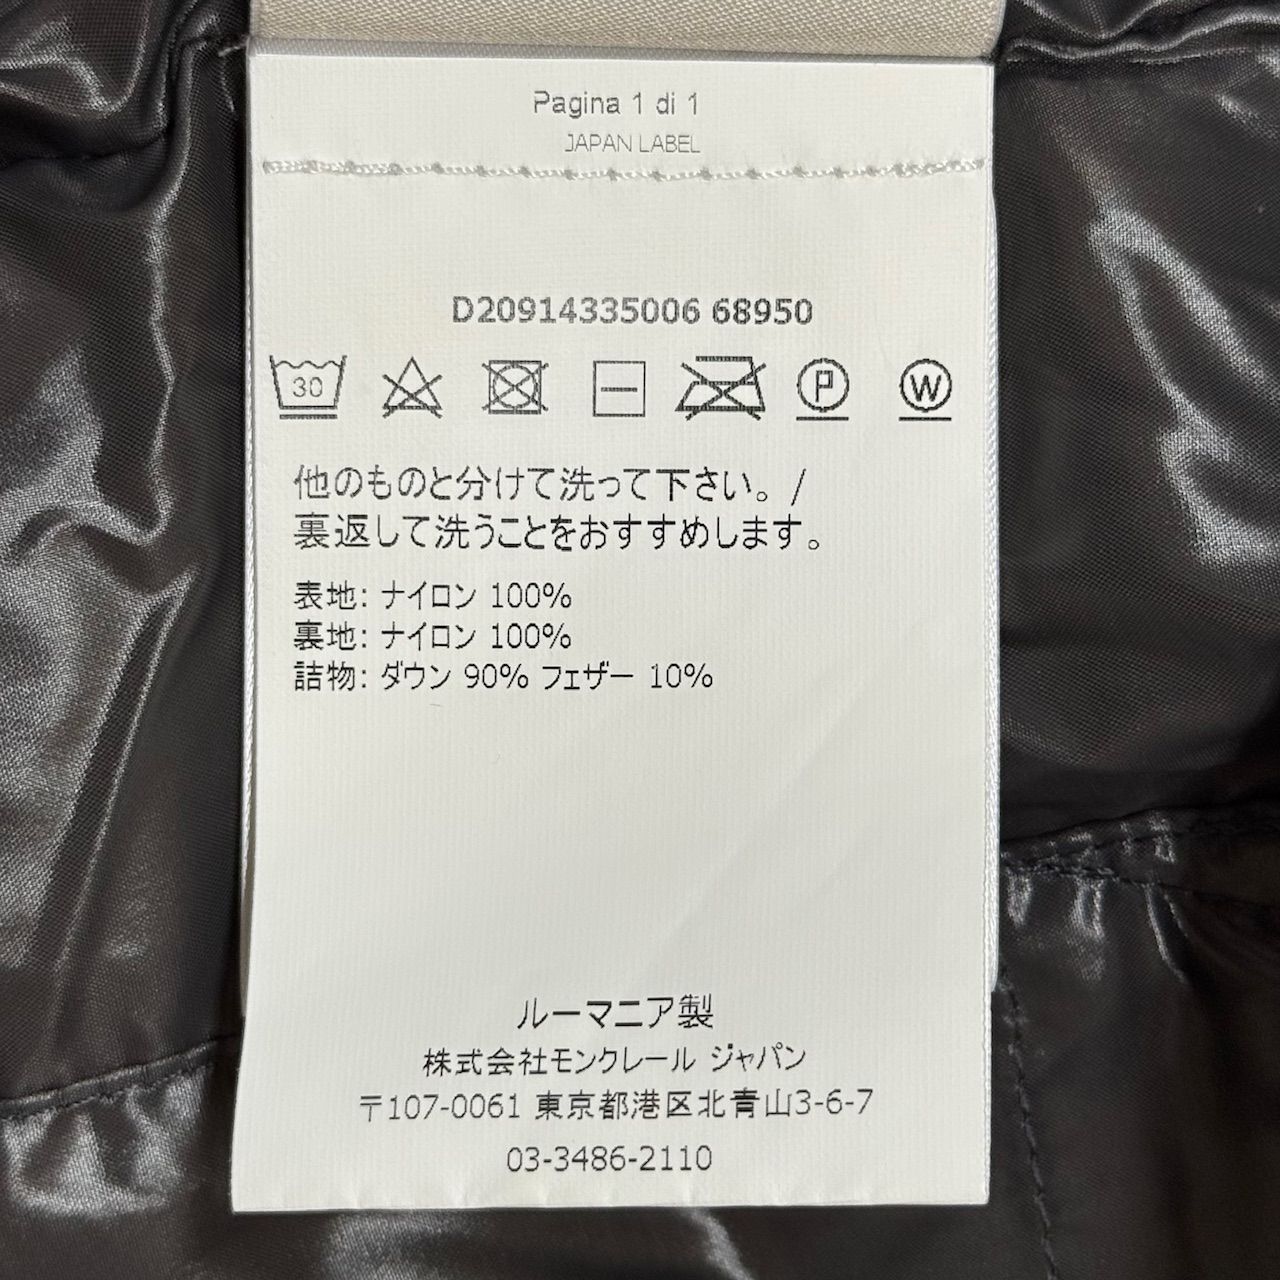 Pagina 1 di 1
JAPAN LABEL
D20914335006 68950
30 P W
他のものと分けて洗って下さい。/
裏返して洗うことをおすすめします。
表地: ナイロン 100%
裏地: ナイロン 100%
詰物: ダウン 90% フェザー 10%
ルーマニア製
株式会社モンクレール ジャパン
〒107-0061 東京都港区北青山3-6-7
03-3486-2110